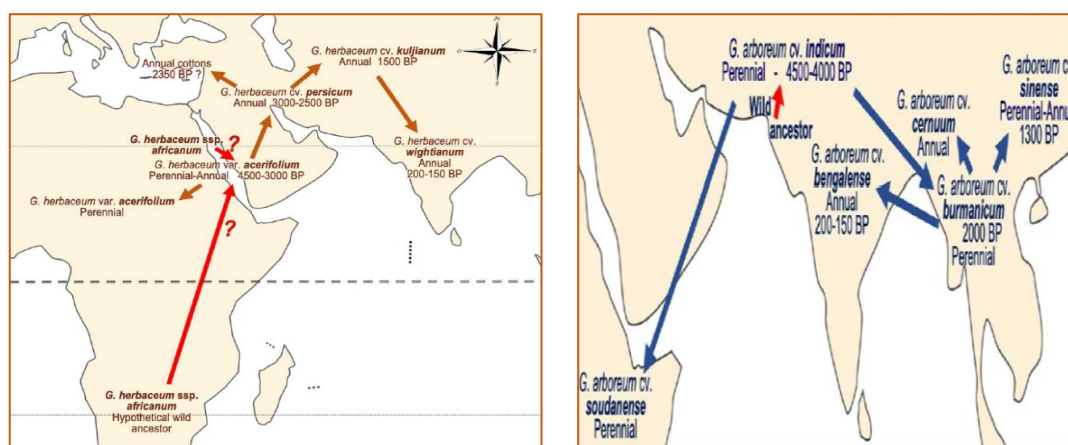 G. herbaceum cv. kuljianum
Annual 1500 BP
O
E
S
Annual cottons
2350 BP ?
G. herbaceum cv. persicum
Annual 3000-2500 BP
G. herbaceum ssp.
africanum
?
G. herbaceum var. acerifolium
Perennial-Annual 4500-3000 BP
G. herbaceum cv.
wightianum
Annual
200-150 BP
G. herbaceum var. acerifolium
Perennial
?
G. herbaceum ssp.
africanum
Hypothetical wild
ancestor
G. arboreum cv. indicum
Perennial - 4500-4000 BP
Wild
ancestor
G. arboreum cv.
sinense
Perennial-Annu
1300 BP
G. arboreum cv.
cernuum
Annual
G. arboreum cv.
bengalense
Annual
200-150 BP
G. arboreum cv.
burmanicum
2000 BP
Perennial
G. arboreum cv.
soudanense
Perennial